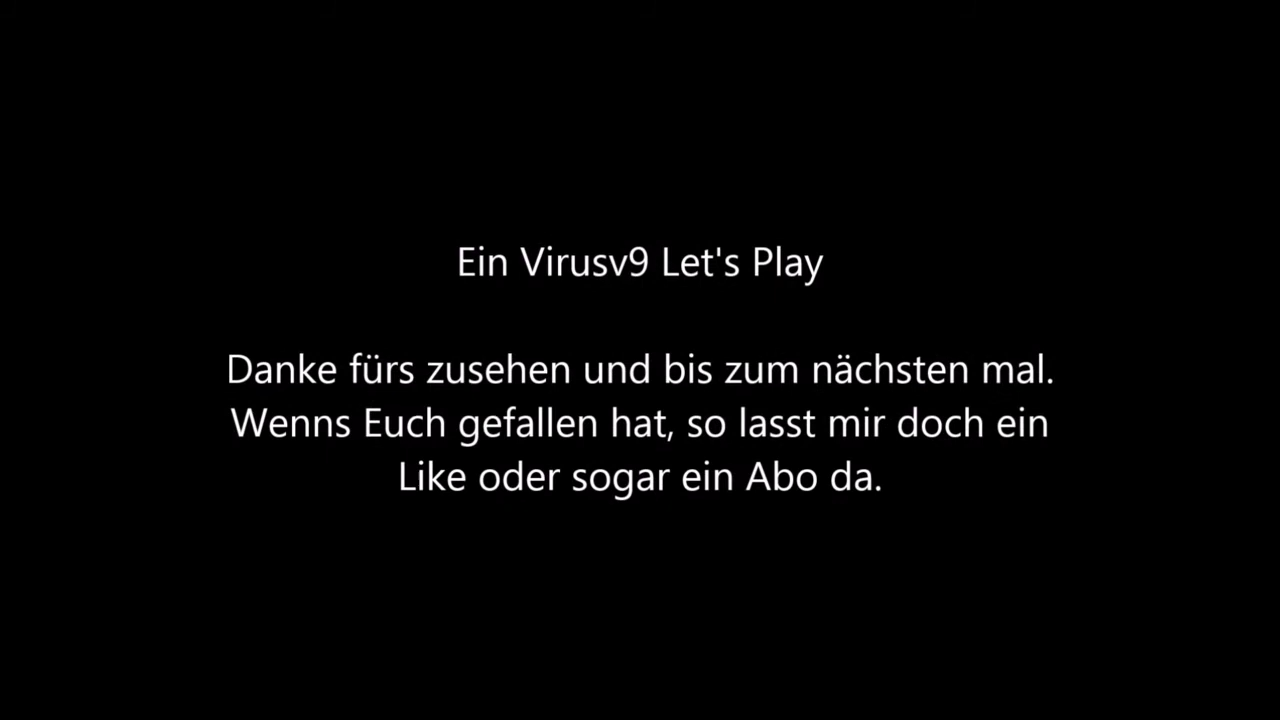 Ein Virusv9 Let's Play
Danke fürs zusehen und bis zum nächsten mal.
Wenns Euch gefallen hat, so lasst mir doch ein
Like oder sogar ein Abo da.